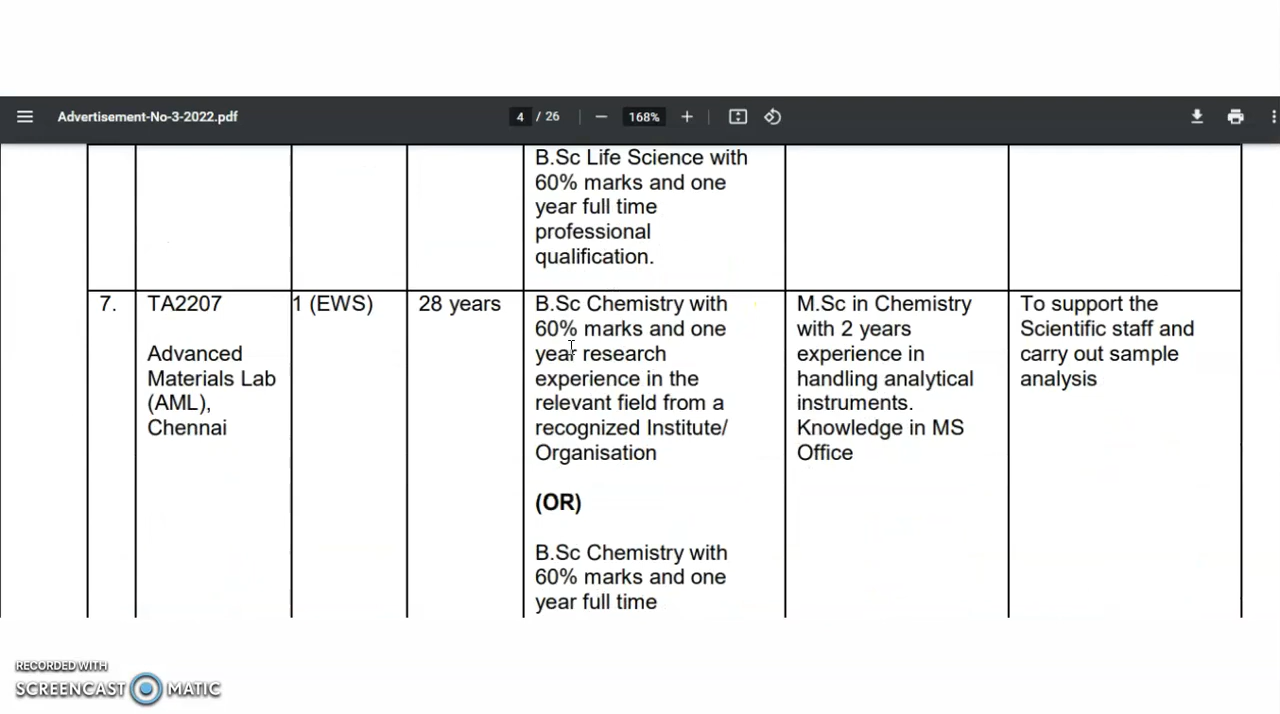 Advertisement-No-3-2022.pdf
4 / 26
168%
B.Sc Life Science with
60% marks and one
year full time
professional
qualification.
7.
TA2207
Advanced
Materials Lab
(AML),
Chennai
1 (EWS)
28 years
B.Sc Chemistry with
60% marks and one
year research
experience in the
relevant field from a
recognized Institute/
Organisation
(OR)
B.Sc Chemistry with
60% marks and one
year full time
M.Sc in Chemistry
with 2 years
experience in
handling analytical
instruments.
Knowledge in MS
Office
To support the
Scientific staff and
carry out sample
analysis
RECORDED WITH
SCREENCAST MATIC